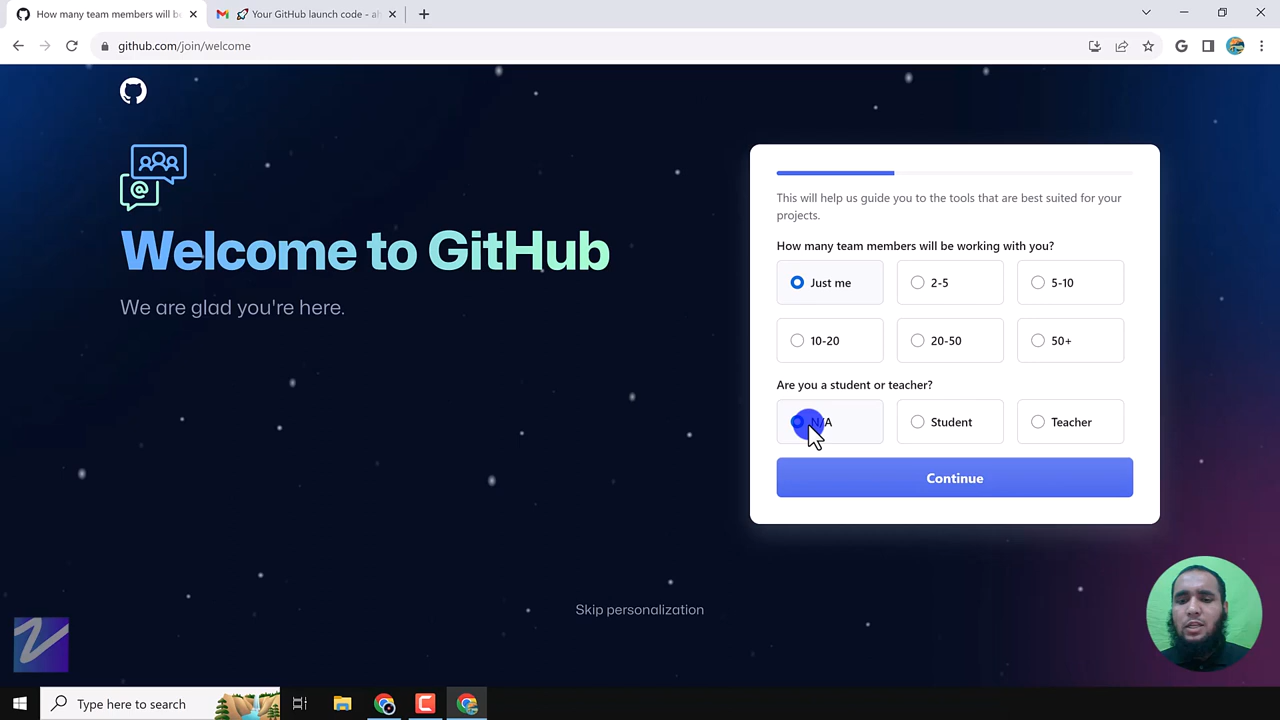 How many team members will be
Your GitHub launch code - a
github.com/join/welcome
Welcome to GitHub
We are glad you're here.
This will help us guide you to the tools that are best suited for your
projects.
How many team members will be working with you?
Just me
2-5
5-10
10-20
20-50
50+
Are you a student or teacher?
N/A
Student
Teacher
Continue
Skip personalization
Type here to search